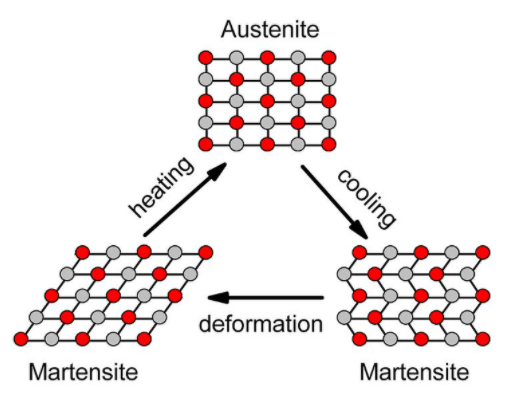 Austenite
heating
cooling
deformation
Martensite
Martensite